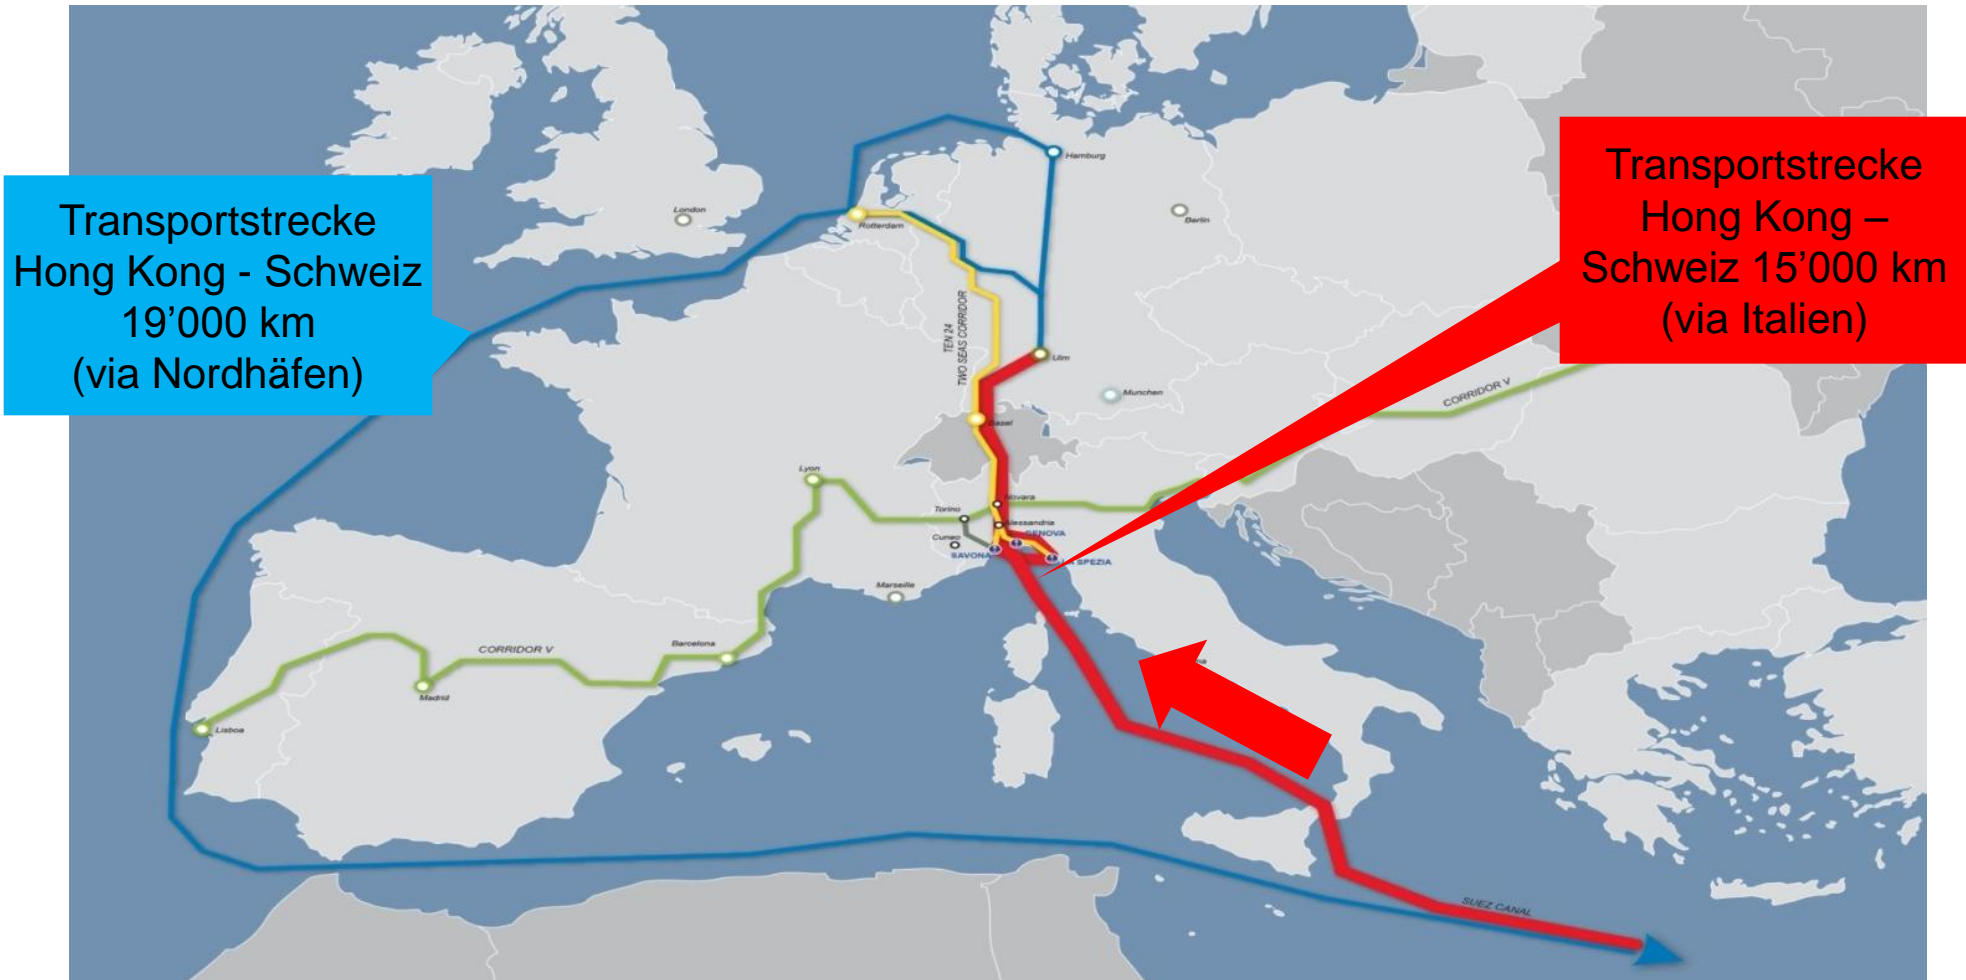 Transportstrecke
Hong Kong - Schweiz
19’000 km
(via Nordhäfen)
Transportstrecke
Hong Kong –
Schweiz 15’000 km
(via Italien)
Hamburg
London
Berlin
Rotterdam
TEN 24
TWO SEAS CORRIDOR
Ulm
Munchen
CORRIDOR V
Basel
Lyon
Novara
Torino
Alessandria
Cuneo
GENOVA
SAVONA
LA SPEZIA
Marseille
Barcelona
CORRIDOR V
Madrid
Lisboa
SUEZ CANAL